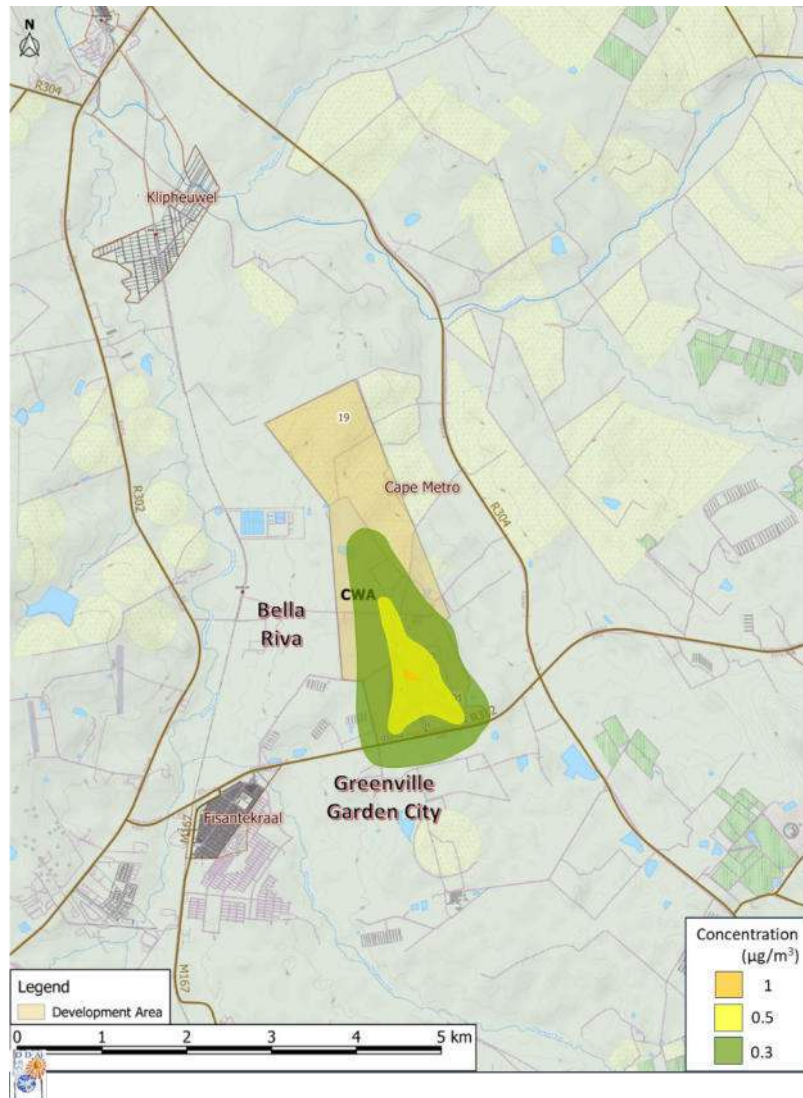 N
R304
Klipheuwel
19
Cape Metro
R302
R304
CWA
Bella
Riva
R312
Greenville
Garden City
Fisantekraal
M167
M167
Concentration
(µg/m³)
1
0.5
0.3
Legend
Development Area
0 1 2 3 4 5 km